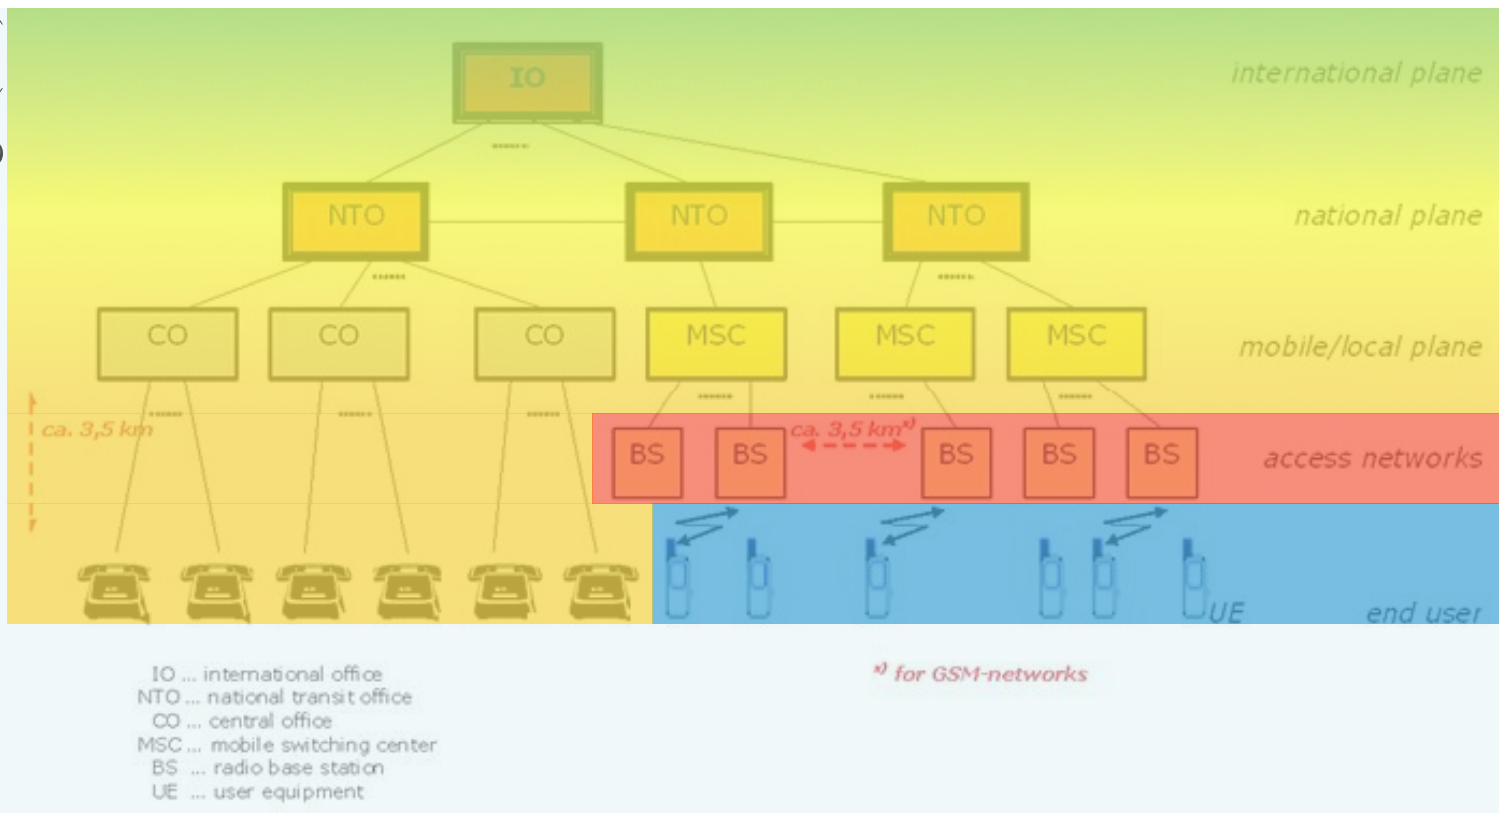 IO
international plane
NTO NTO NTO
national plane
CO CO CO MSC MSC MSC
mobile/local plane
ca. 3,5 km
ca. 3,5 km x)
BS BS BS BS BS
access networks
UE
end user
IO ... international office
NTO ... national transit office
CO ... central office
MSC ... mobile switching center
BS ... radio base station
UE ... user equipment
x) for GSM-networks